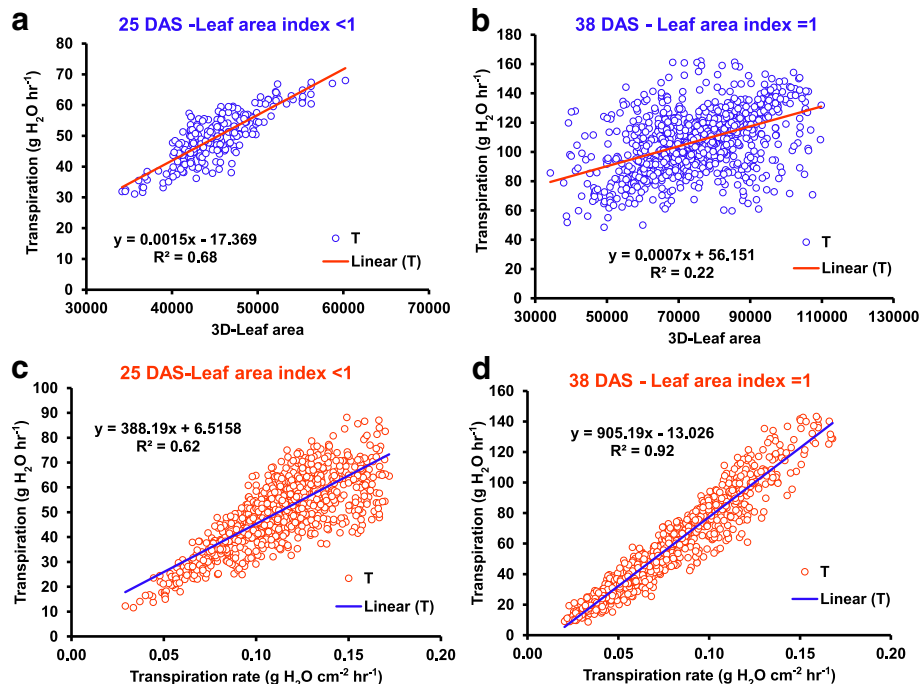 a
25 DAS -Leaf area index <1
80
70
60
50
40
30
20
10
0
Transpiration (g H₂O hr⁻¹)
y = 0.0015x - 17.369
R² = 0.68
T
Linear (T)
30000 40000 50000 60000 70000
3D-Leaf area
b
38 DAS - Leaf area index =1
180
160
140
120
100
80
60
40
20
0
Transpiration (g H₂O hr⁻¹)
y = 0.0007x + 56.151
R² = 0.22
T
Linear (T)
30000 50000 70000 90000 110000 130000
3D-Leaf area
c
25 DAS-Leaf area index <1
100
90
80
70
60
50
40
30
20
10
0
Transpiration (g H₂O hr⁻¹)
y = 388.19x + 6.5158
R² = 0.62
T
Linear (T)
0.00 0.05 0.10 0.15 0.20
Transpiration rate (g H₂O cm⁻² hr⁻¹)
d
38 DAS - Leaf area index =1
160
140
120
100
80
60
40
20
0
Transpiration (g H₂O hr⁻¹)
y = 905.19x - 13.026
R² = 0.92
T
Linear (T)
0.00 0.05 0.10 0.15 0.20
Transpiration rate (g H₂O cm⁻² hr⁻¹)